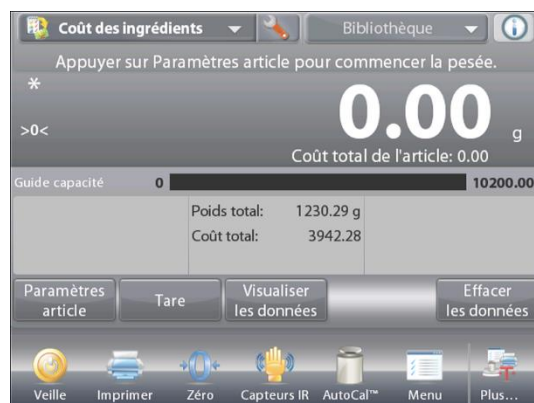 Coût des ingrédients Bibliothèque
Appuyer sur Paramètres article pour commencer la pesée.
*
0.00 g
>0<
Coût total de l'article: 0.00
Guide capacité 0 10200.00
Poids total: 1230.29 g
Coût total: 3942.28
Paramètres article
Tare
Visualiser les données
Effacer les données
Veille Imprimer Zéro Capteurs IR AutoCal™ Menu Plus...